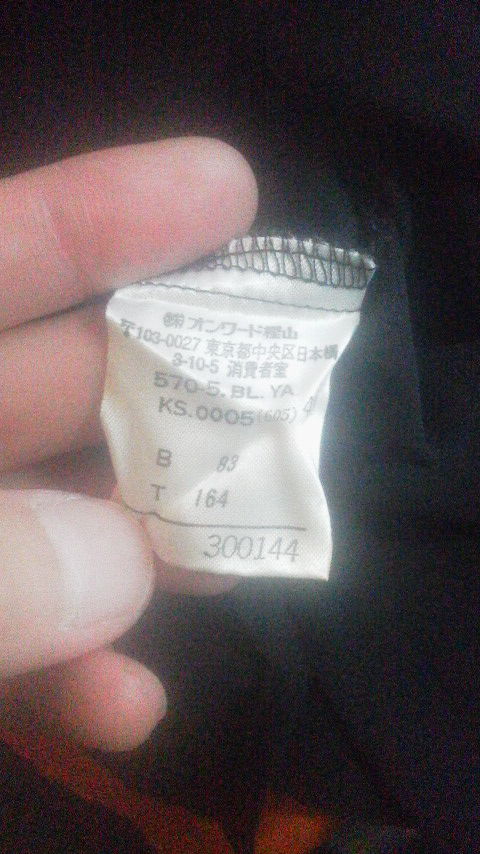 ㈱オンワード樫山
〒103-0027 東京都中央区日本橋
3-10-5 消費者室
570-5. BL. YA
KS.0005(605) 4
B 83
T 164
300144